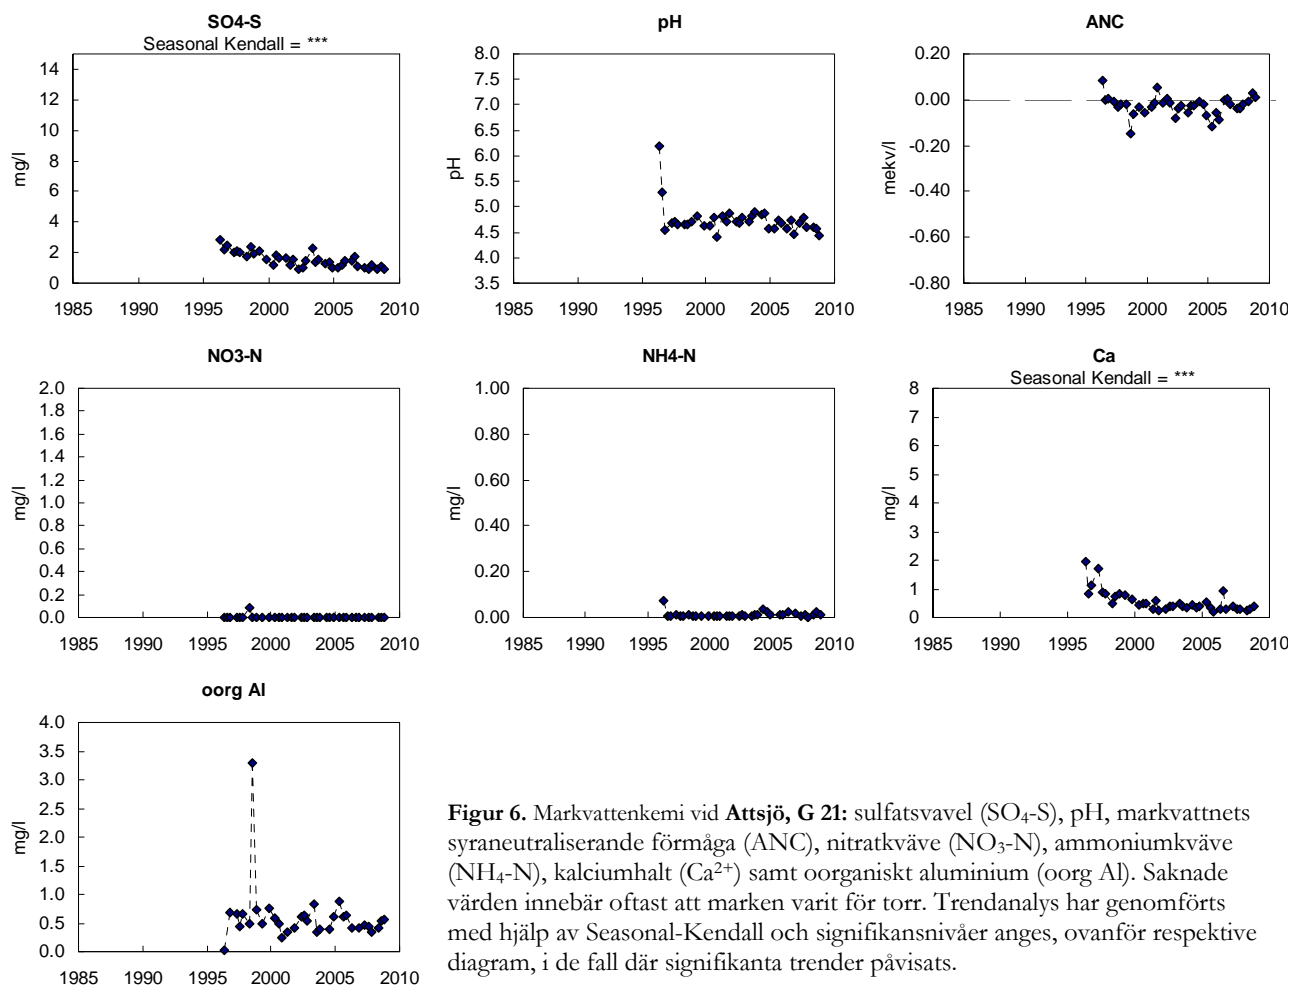 SO4-S
Seasonal Kendall = ***
14
12
10
8
6
4
2
0
mg/l
1985 1990 1995 2000 2005 2010
pH
8.0
7.5
7.0
6.5
6.0
5.5
5.0
4.5
4.0
3.5
pH
1985 1990 1995 2000 2005 2010
ANC
0.20
0.00
-0.20
-0.40
-0.60
-0.80
mekv/l
1985 1990 1995 2000 2005 2010
NO3-N
2.0
1.8
1.6
1.4
1.2
1.0
0.8
0.6
0.4
0.2
0.0
mg/l
1985 1990 1995 2000 2005 2010
NH4-N
1.00
0.80
0.60
0.40
0.20
0.00
mg/l
1985 1990 1995 2000 2005 2010
Ca
Seasonal Kendall = ***
8
7
6
5
4
3
2
1
0
mg/l
1985 1990 1995 2000 2005 2010
oorg Al
4.0
3.5
3.0
2.5
2.0
1.5
1.0
0.5
0.0
mg/l
1985 1990 1995 2000 2005 2010
Figur 6. Markvattenkemi vid Attsjö, G 21: sulfatsvavel (SO₄-S), pH, markvattnets
syraneutraliserande förmåga (ANC), nitratkväve (NO₃-N), ammoniumkväve
(NH₄-N), kalciumhalt (Ca²⁺) samt oorganiskt aluminium (oorg Al). Saknade
värden innebär oftast att marken varit för torr. Trendanalys har genomförts
med hjälp av Seasonal-Kendall och signifikansnivåer anges, ovanför respektive
diagram, i de fall där signifikanta trender påvisats.